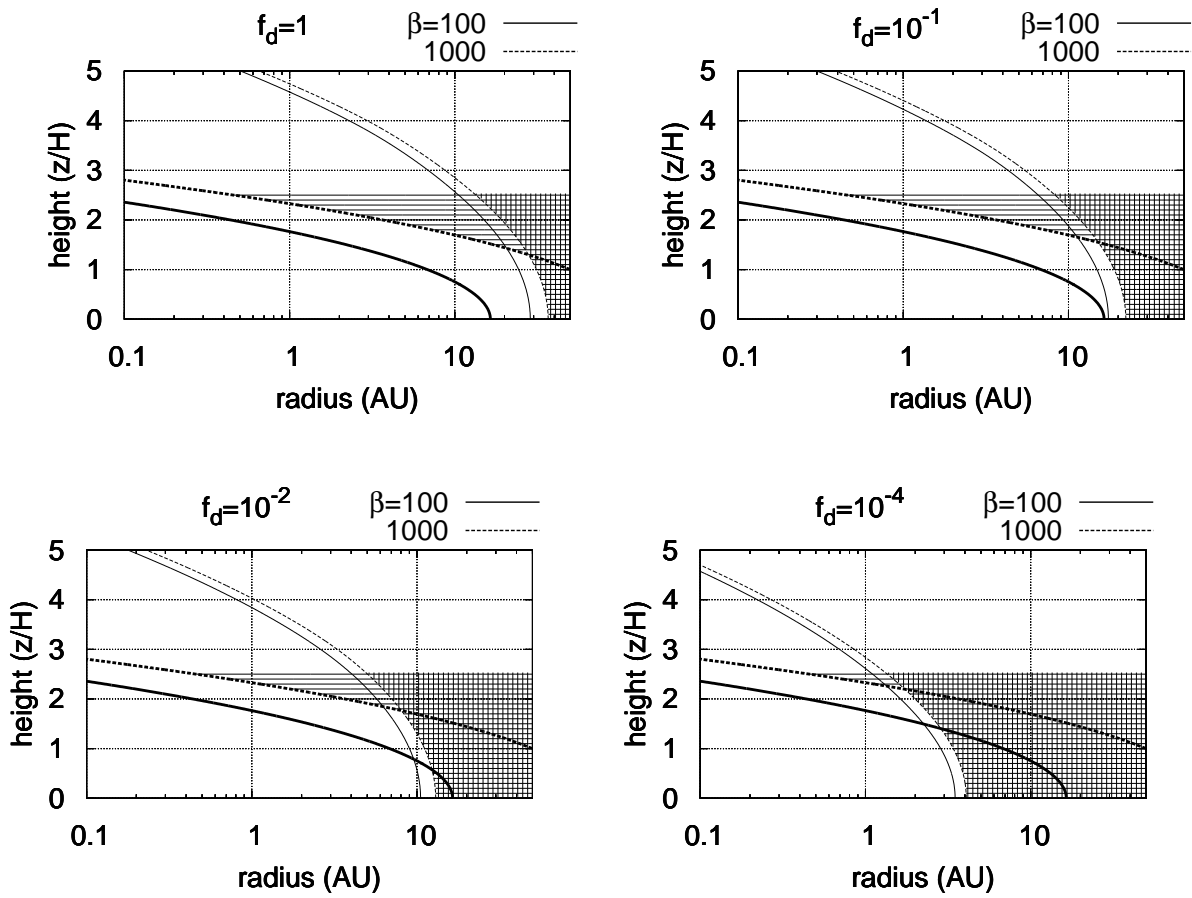 f_d=1
β=100
1000
5
4
3
2
1
0
height (z/H)
0.1 1 10
radius (AU)
f_d=10^-1
β=100
1000
5
4
3
2
1
0
height (z/H)
0.1 1 10
radius (AU)
f_d=10^-2
β=100
1000
5
4
3
2
1
0
height (z/H)
0.1 1 10
radius (AU)
f_d=10^-4
β=100
1000
5
4
3
2
1
0
height (z/H)
0.1 1 10
radius (AU)